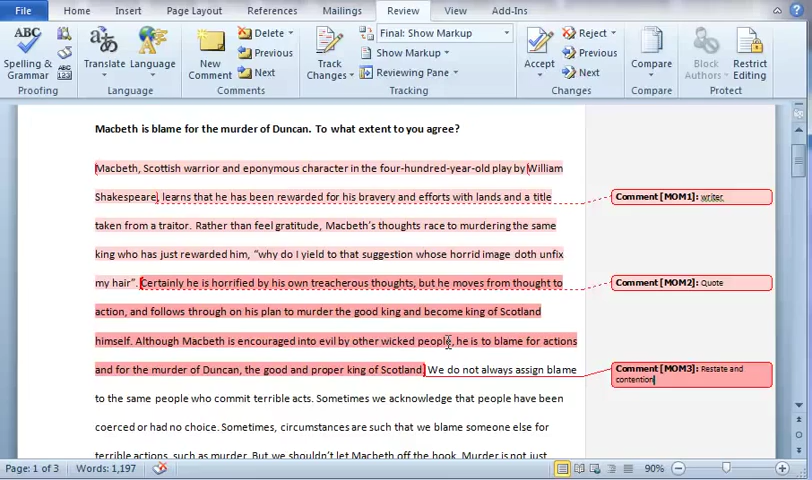 File Home Insert Page Layout References Mailings Review View Add-Ins
ABC Spelling & Grammar
ABC 123
Translate
Language
New Comment
Delete
Previous
Next
Track Changes
Final: Show Markup
Show Markup
Reviewing Pane
Accept
Reject
Previous
Next
Compare
Block Authors
Restrict Editing
Proofing Language Comments Tracking Changes Compare Protect
Macbeth is blame for the murder of Duncan. To what extent to you agree?
Macbeth, Scottish warrior and eponymous character in the four-hundred-year-old play by William
Shakespeare, learns that he has been rewarded for his bravery and efforts with lands and a title
Comment [MOM1]: writer,
taken from a traitor. Rather than feel gratitude, Macbeth's thoughts race to murdering the same
king who has just rewarded him, "why do I yield to that suggestion whose horrid image doth unfix
my hair". Certainly he is horrified by his own treacherous thoughts, but he moves from thought to
Comment [MOM2]: Quote
action, and follows through on his plan to murder the good king and become king of Scotland
himself. Although Macbeth is encouraged into evil by other wicked people, he is to blame for actions
and for the murder of Duncan, the good and proper king of Scotland. We do not always assign blame
Comment [MOM3]: Restate and
contention
to the same people who commit terrible acts. Sometimes we acknowledge that people have been
coerced or had no choice. Sometimes, circumstances are such that we blame someone else for
terrible actions, such as murder. But we shouldn't let Macbeth off the hook. Murder is not just
Page: 1 of 3 Words: 1,197 90%